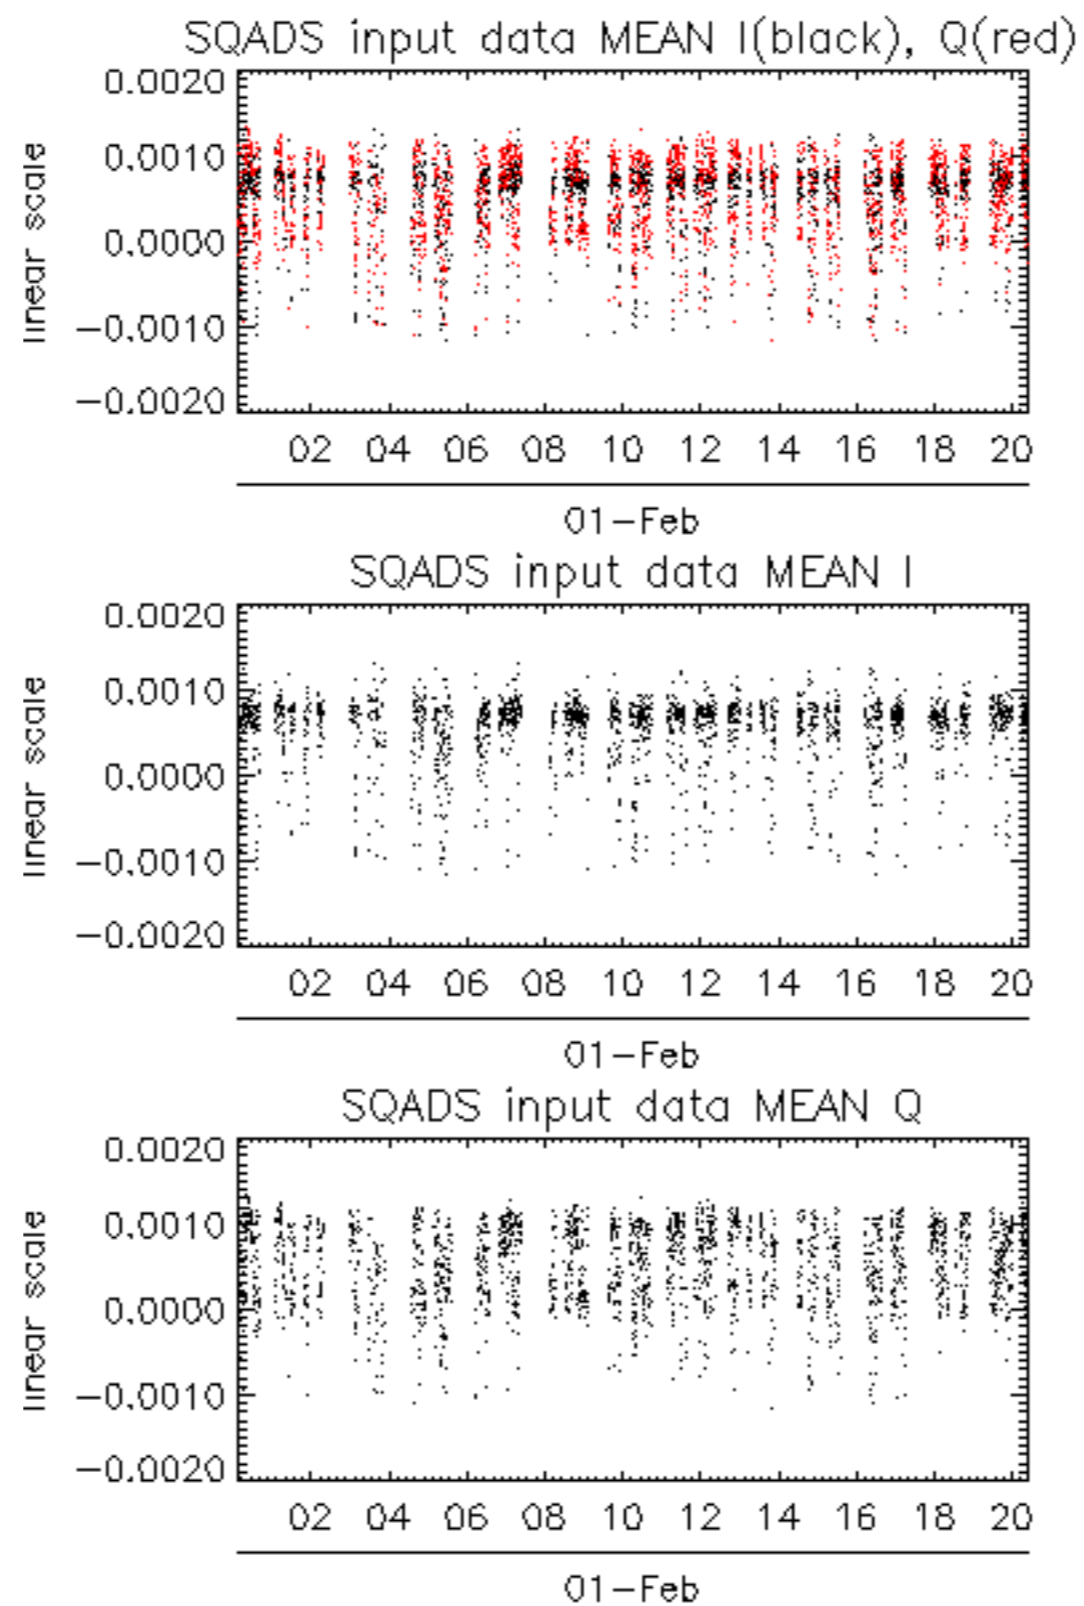 SQADS input data MEAN I(black), Q(red)
0.0020
0.0010
0.0000
−0.0010
−0.0020
linear scale
02 04 06 08 10 12 14 16 18 20
01−Feb
SQADS input data MEAN I
0.0020
0.0010
0.0000
−0.0010
−0.0020
linear scale
02 04 06 08 10 12 14 16 18 20
01−Feb
SQADS input data MEAN Q
0.0020
0.0010
0.0000
−0.0010
−0.0020
linear scale
02 04 06 08 10 12 14 16 18 20
01−Feb